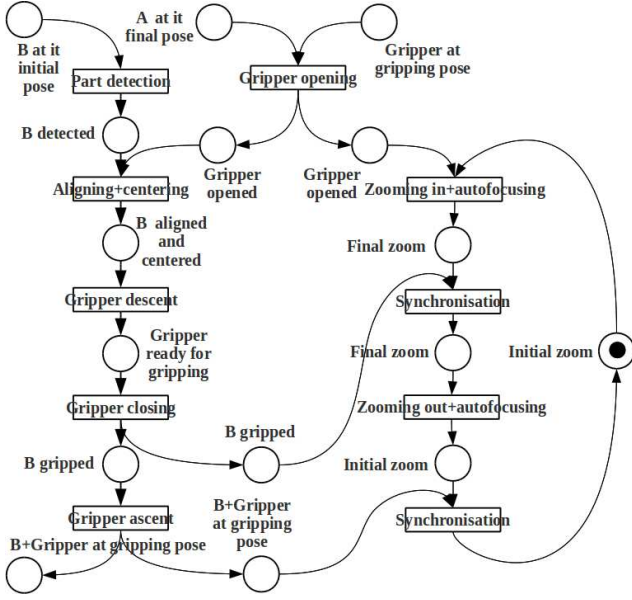 A at it
final pose
B at it
initial
pose
Gripper at
gripping pose
Part detection
Gripper opening
B detected
Gripper
opened
Gripper
opened
Aligning+centering
Zooming in+autofocusing
B aligned
and
centered
Final zoom
Gripper descent
Synchronisation
Gripper
ready for
gripping
Final zoom
Initial zoom
Gripper closing
Zooming out+autofocusing
B gripped
B gripped
Initial zoom
B+Gripper
at gripping
pose
Gripper ascent
Synchronisation
B+Gripper at gripping pose